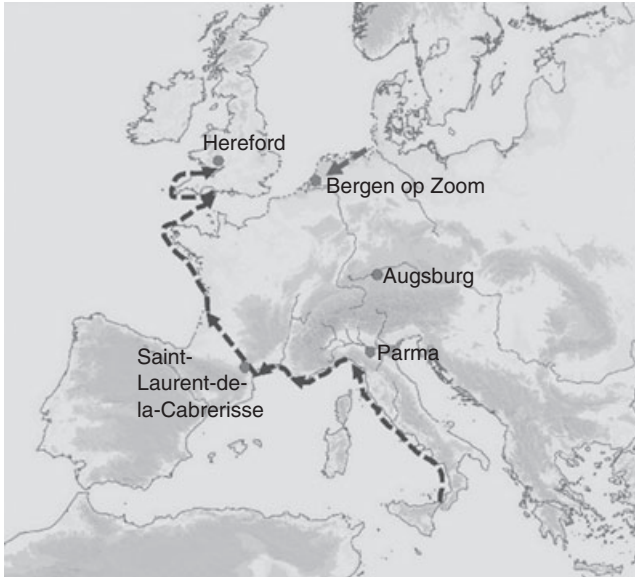 Hereford
Bergen op Zoom
Augsburg
Parma
Saint-
Laurent-de-
la-Cabrerisse